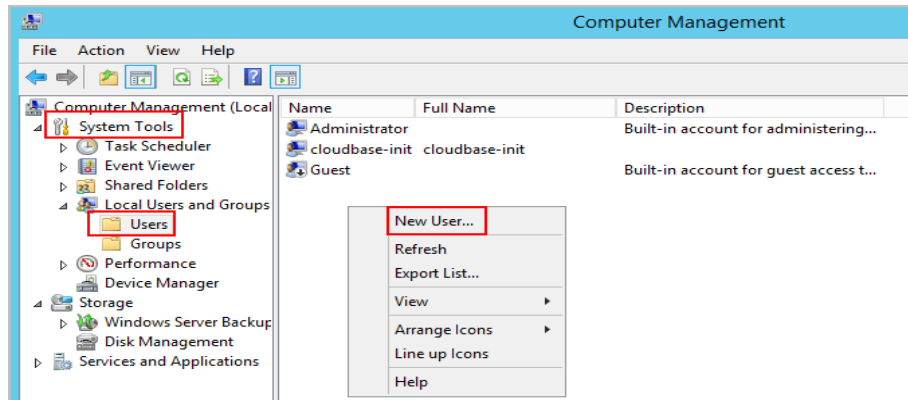 Computer Management
File Action View Help
Computer Management (Local
System Tools
Task Scheduler
Event Viewer
Shared Folders
Local Users and Groups
Users
Groups
Performance
Device Manager
Storage
Windows Server Backup
Disk Management
Services and Applications
Name Full Name Description
Administrator Built-in account for administering...
cloudbase-init cloudbase-init
Guest Built-in account for guest access t...
New User...
Refresh
Export List...
View
Arrange Icons
Line up Icons
Help